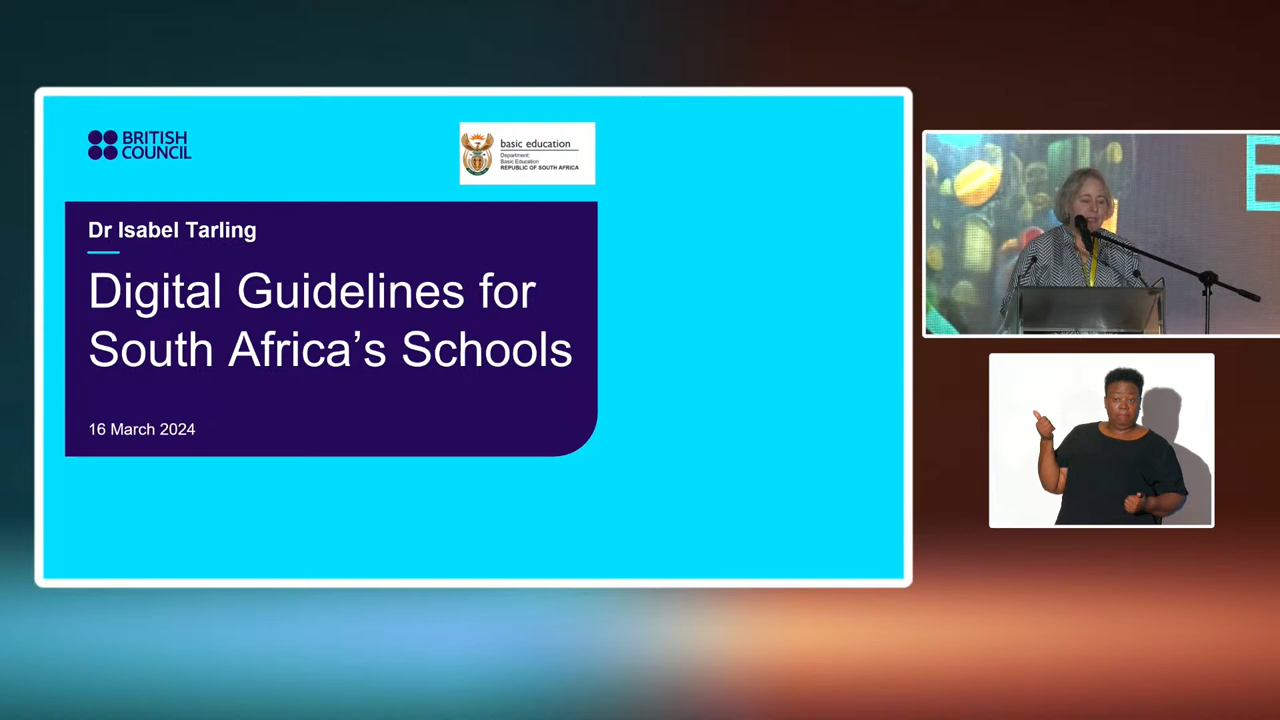 BRITISH
COUNCIL
basic education
Department:
Basic Education
REPUBLIC OF SOUTH AFRICA
Dr Isabel Tarling
Digital Guidelines for
South Africa’s Schools
16 March 2024
E